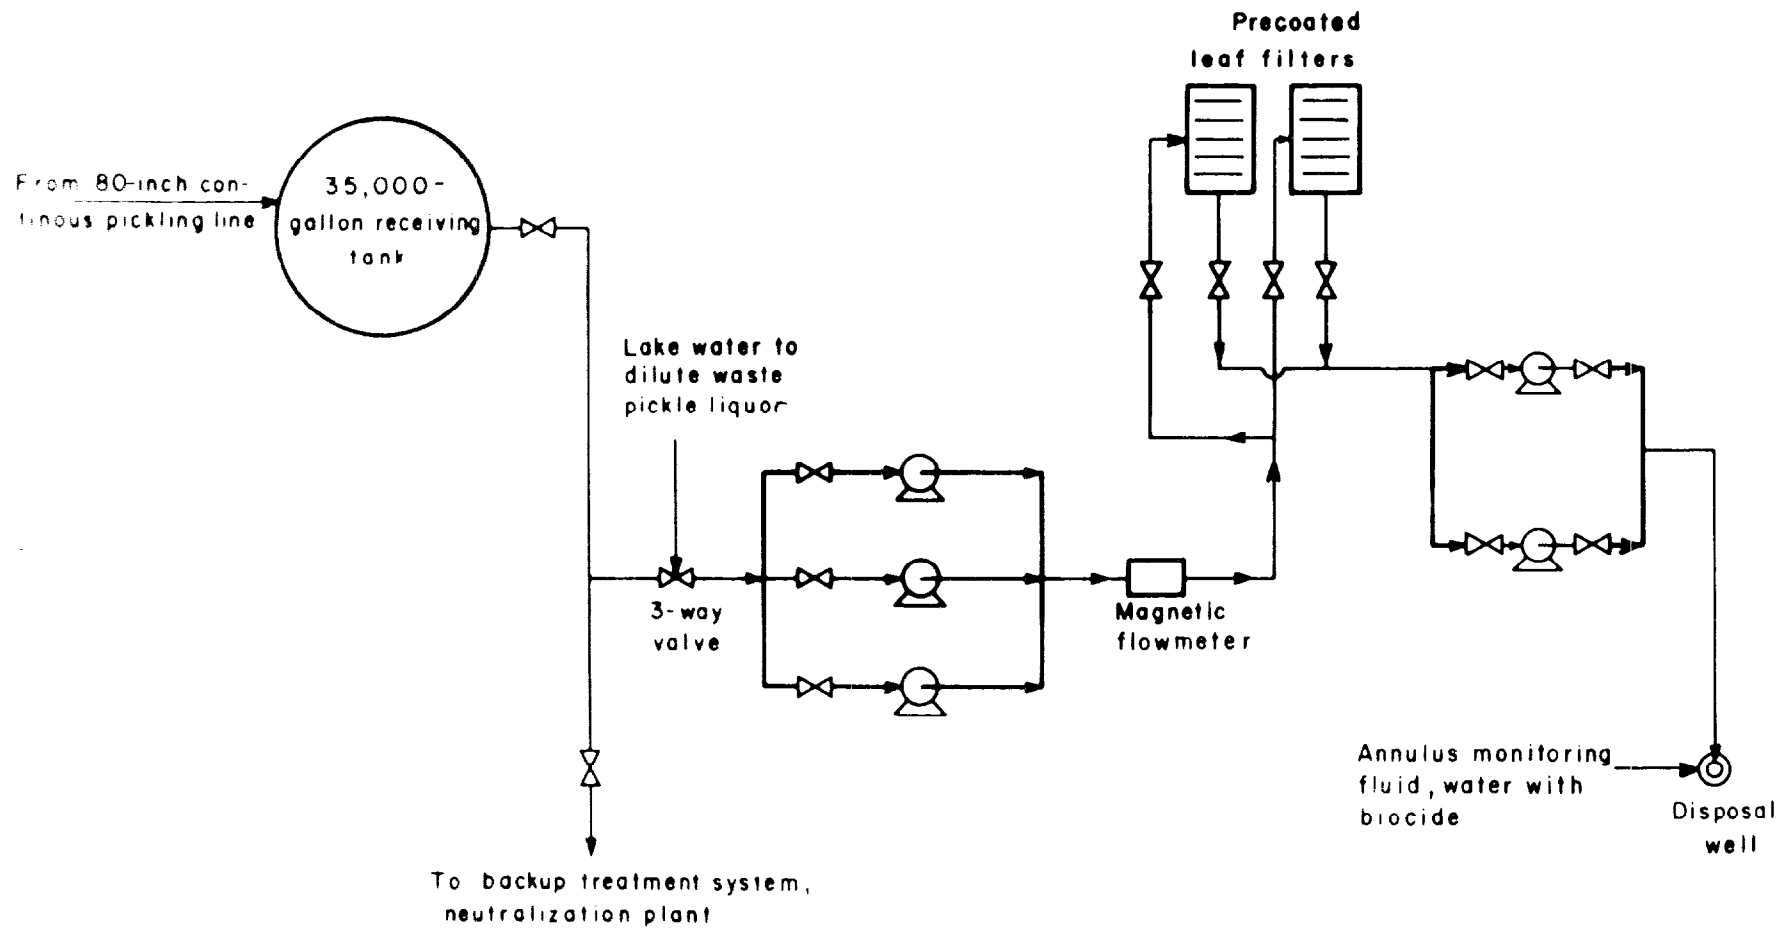 Precoated
leaf filters
From 80-inch con-
tinous pickling line
35,000-
gallon receiving
tank
Lake water to
dilute waste
pickle liquor
3-way
valve
Magnetic
flowmeter
Annulus monitoring
fluid, water with
biocide
Disposal
well
To backup treatment system,
neutralization plant